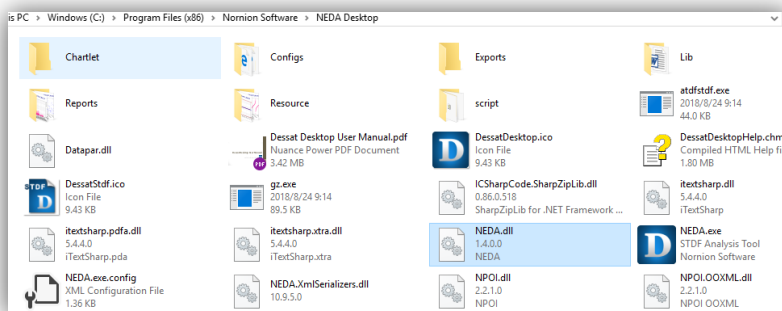 is PC > Windows (C:) > Program Files (x86) > Nornion Software > NEDA Desktop
Chartlet
Configs
Exports
Lib
Reports
Resource
script
atdfstdf.exe
2018/8/24 9:14
44.0 KB
Datapar.dll
Dessat Desktop User Manual.pdf
Nuance Power PDF Document
3.42 MB
DessatDesktop.ico
Icon File
9.43 KB
DessatDesktopHelp.chm
Compiled HTML Help fi
1.80 MB
DessatStdf.ico
Icon File
9.43 KB
gz.exe
2018/8/24 9:14
89.5 KB
ICSharpCode.SharpZipLib.dll
0.86.0.518
SharpZipLib for .NET Framework ...
itextsharp.dll
5.4.4.0
iTextSharp
itextsharp.pdfa.dll
5.4.4.0
iTextSharp.pda
itextsharp.xtra.dll
5.4.4.0
iTextSharp.xtra
NEDA.dll
1.4.0.0
NEDA
NEDA.exe
STDF Analysis Tool
Nornion Software
NEDA.exe.config
XML Configuration File
1.36 KB
NEDA.XmlSerializers.dll
10.9.5.0
NPOI.dll
2.2.1.0
NPOI
NPOI.OOXML.dll
2.2.1.0
NPOI OOXML